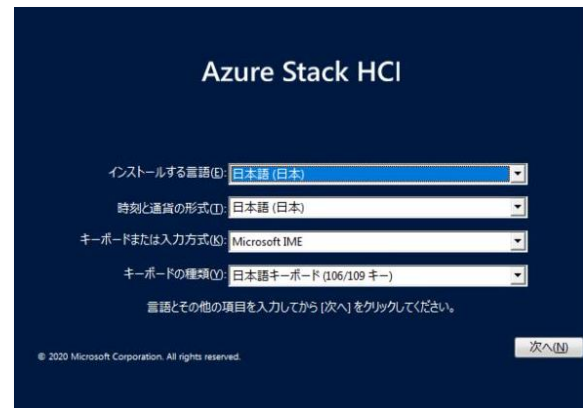 Azure Stack HCI
インストールする言語(E): 日本語 (日本)
時刻と通貨の形式(T): 日本語 (日本)
キーボードまたは入力方式(K): Microsoft IME
キーボードの種類(Y): 日本語キーボード (106/109 キー)
言語とその他の項目を入力してから [次へ] をクリックしてください。
© 2020 Microsoft Corporation. All rights reserved.
次へ(N)